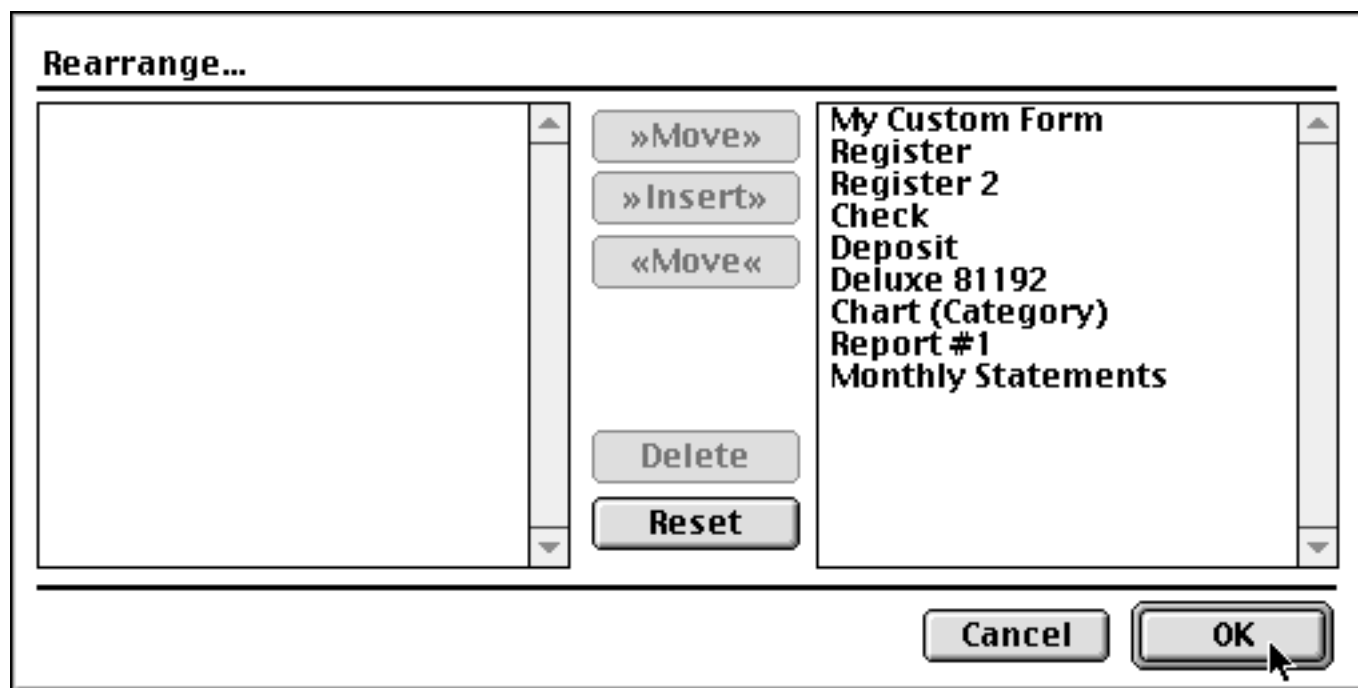 Rearrange...
»Move»
»Insert»
«Move«
Delete
Reset
My Custom Form
Register
Register 2
Check
Deposit
Deluxe 81192
Chart (Category)
Report #1
Monthly Statements
Cancel
OK